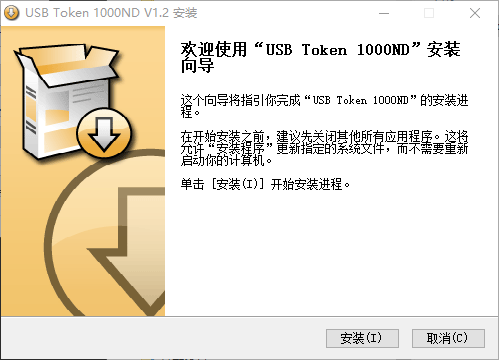 USB Token 1000ND V1.2 安装
欢迎使用“USB Token 1000ND”安装
向导
这个向导将指引你完成“USB Token 1000ND”的安装进
程。
在开始安装之前，建议先关闭其他所有应用程序。这将
允许“安装程序”更新指定的系统文件，而不需要重新
启动你的计算机。
单击 [安装(I)] 开始安装进程。
安装(I)
取消(C)